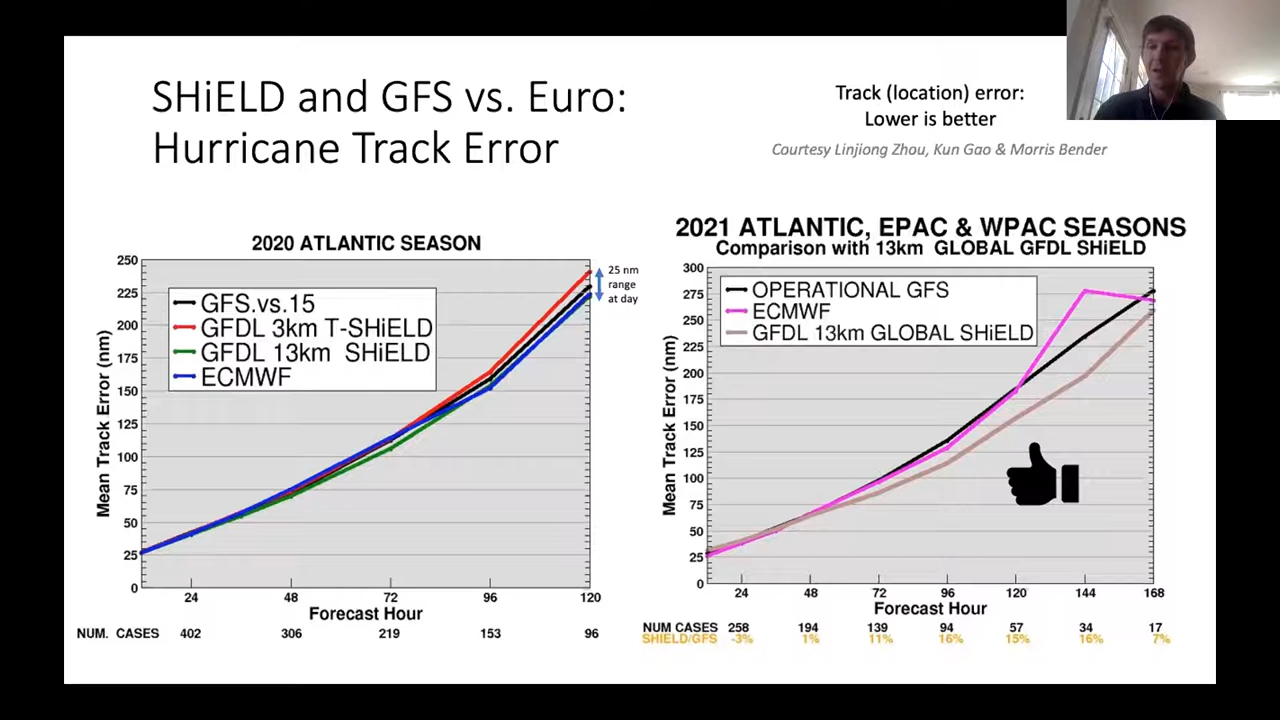 SHiELD and GFS vs. Euro:
Hurricane Track Error
Track (location) error:
Lower is better
Courtesy Linjiong Zhou, Kun Gao & Morris Bender
2020 ATLANTIC SEASON
250
225
200
175
150
125
100
75
50
25
0
Mean Track Error (nm)
GFS.vs.15
GFDL 3km T-SHiELD
GFDL 13km SHiELD
ECMWF
25 nm
range
at day
24 48 72 96 120
Forecast Hour
NUM. CASES 402 306 219 153 96
2021 ATLANTIC, EPAC & WPAC SEASONS
Comparison with 13km GLOBAL GFDL SHiELD
300
275
250
225
200
175
150
125
100
75
50
25
0
Mean Track Error (nm)
OPERATIONAL GFS
ECMWF
GFDL 13km GLOBAL SHiELD
24 48 72 96 120 144 168
Forecast Hour
NUM CASES 258 194 139 94 57 34 17
SHIELD/GFS -3% 1% 11% 16% 15% 16% 7%